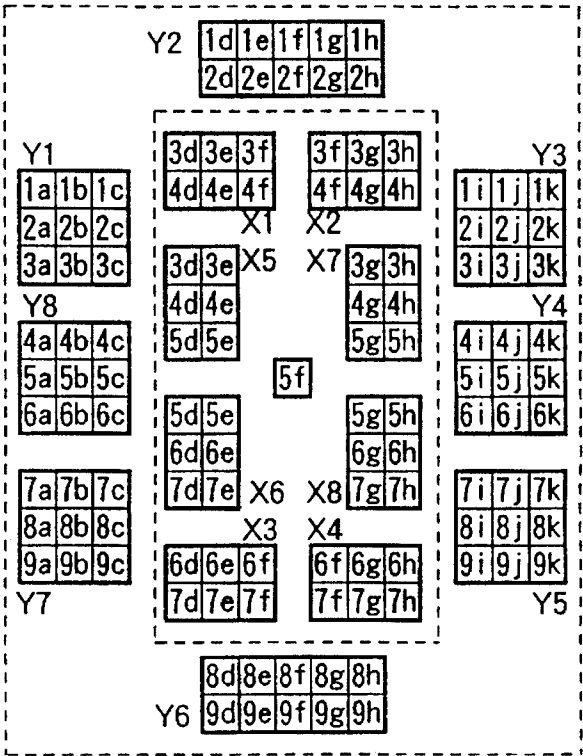 Y2
1d 1e 1f 1g 1h
2d 2e 2f 2g 2h
Y1
1a 1b 1c
2a 2b 2c
3a 3b 3c
3d 3e 3f
4d 4e 4f
X1
3f 3g 3h
4f 4g 4h
X2
Y3
1i 1j 1k
2i 2j 2k
3i 3j 3k
X5
3d 3e
4d 4e
5d 5e
X7
3g 3h
4g 4h
5g 5h
Y8
4a 4b 4c
5a 5b 5c
6a 6b 6c
5f
Y4
4i 4j 4k
5i 5j 5k
6i 6j 6k
5d 5e
6d 6e
7d 7e
X6
5g 5h
6g 6h
7g 7h
X8
7a 7b 7c
8a 8b 8c
9a 9b 9c
Y7
X3
6d 6e 6f
7d 7e 7f
X4
6f 6g 6h
7f 7g 7h
7i 7j 7k
8i 8j 8k
9i 9j 9k
Y5
Y6
8d 8e 8f 8g 8h
9d 9e 9f 9g 9h